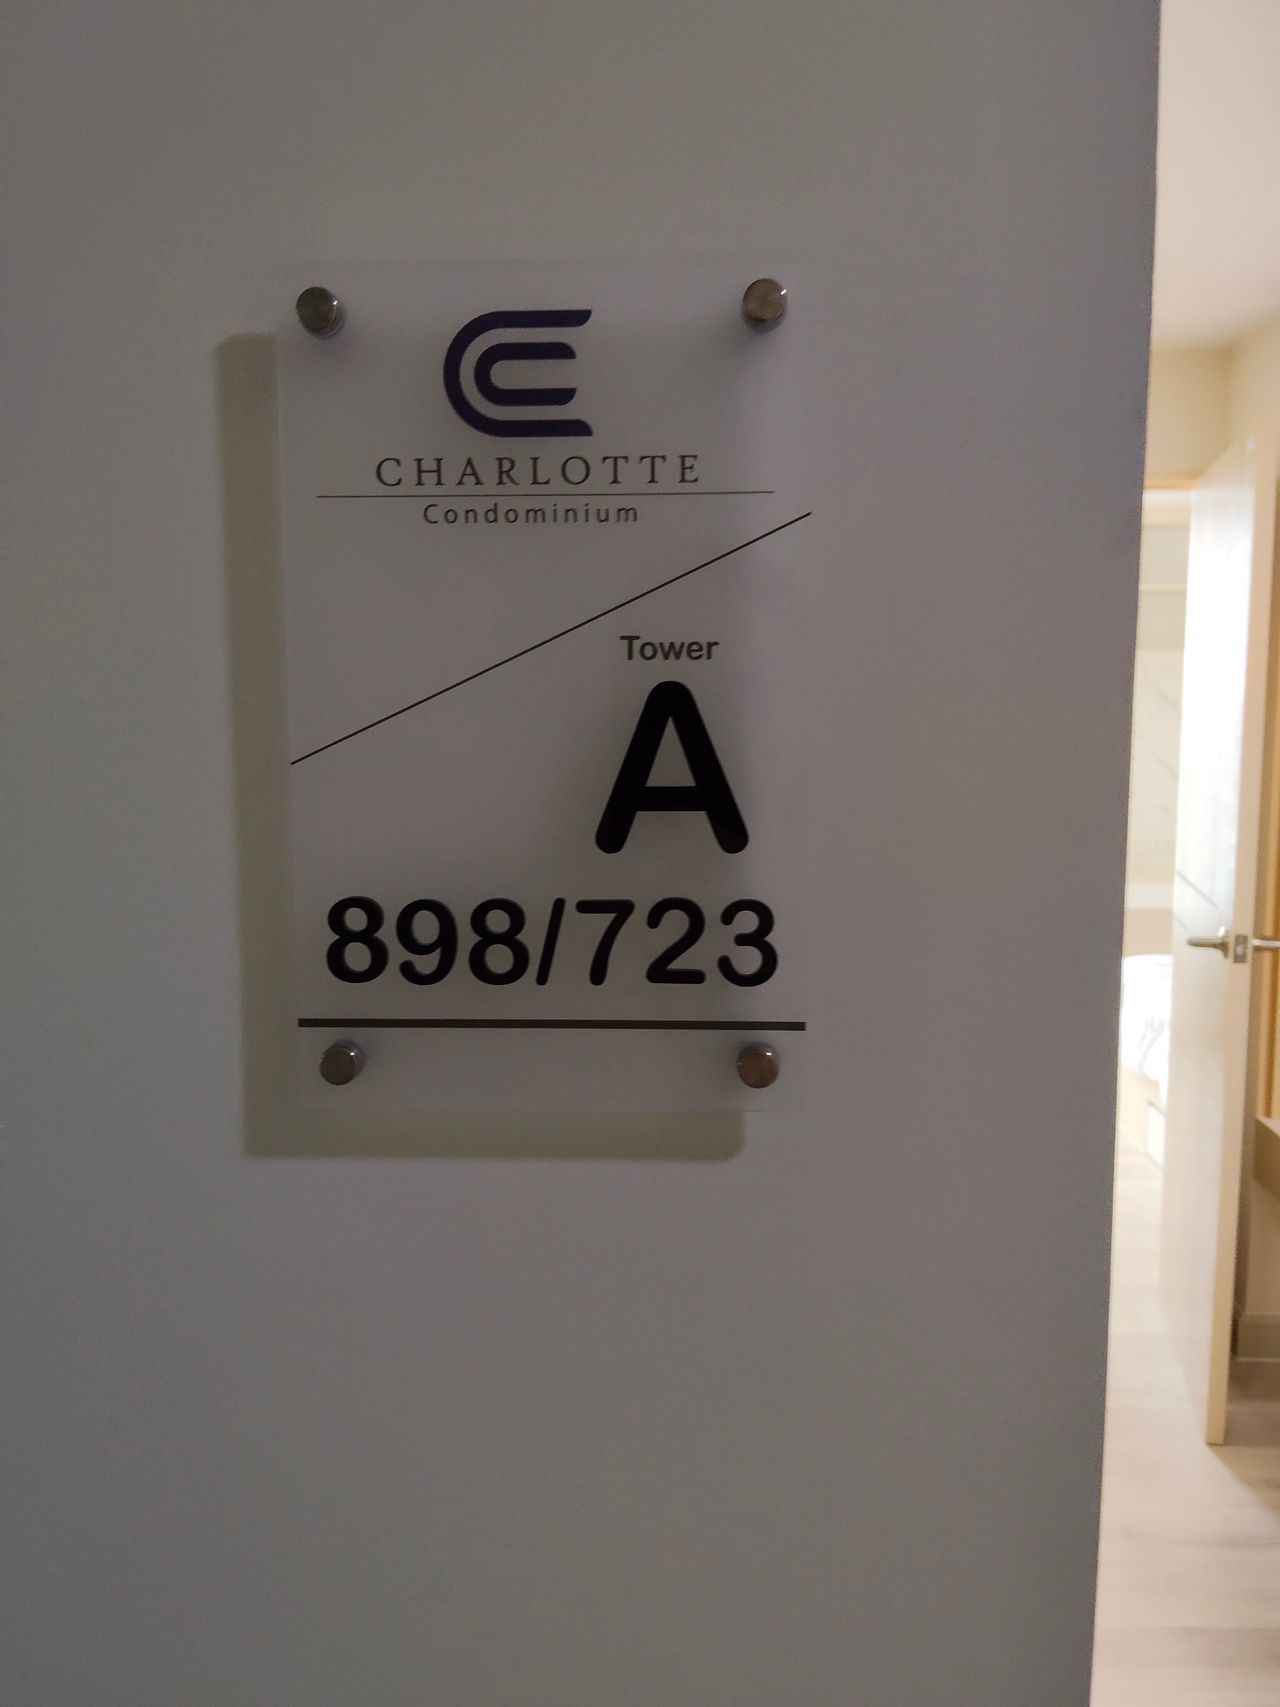 CHARLOTTE
Condominium
Tower
A
898/723